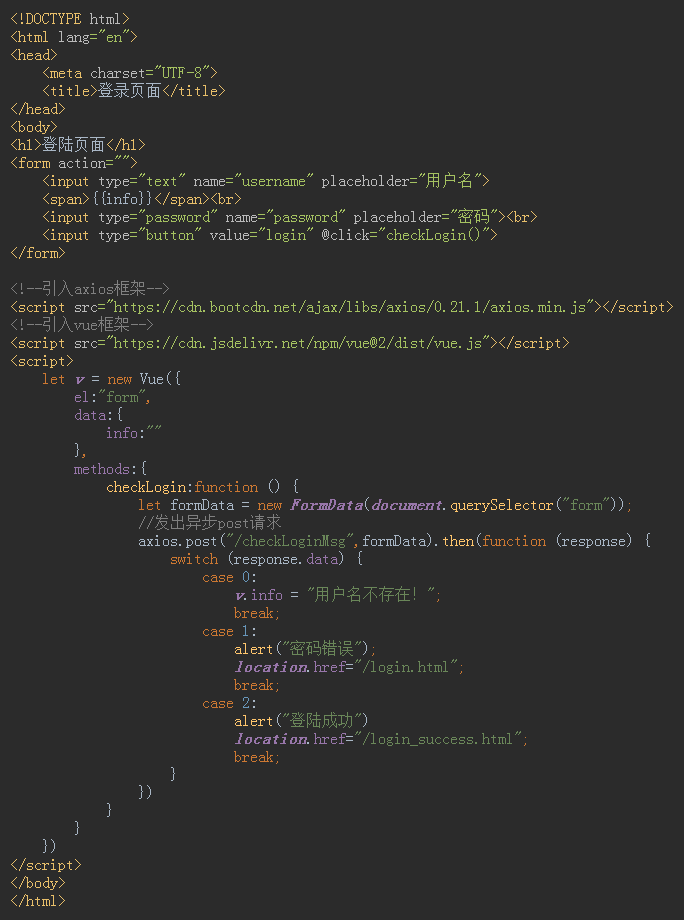 <!DOCTYPE html>
<html lang="en">
<head>
    <meta charset="UTF-8">
    <title>登录页面</title>
</head>
<body>
<h1>登陆页面</h1>
<form action="">
    <input type="text" name="username" placeholder="用户名">
    <span>{{info}}</span><br>
    <input type="password" name="password" placeholder="密码"><br>
    <input type="button" value="login" @click="checkLogin()">
</form>

<!--引入axios框架-->
<script src="https://cdn.bootcdn.net/ajax/libs/axios/0.21.1/axios.min.js"></script>
<!--引入vue框架-->
<script src="https://cdn.jsdelivr.net/npm/vue@2/dist/vue.js"></script>
<script>
    let v = new Vue({
        el:"form",
        data:{
            info:""
        },
        methods:{
            checkLogin:function () {
                let formData = new FormData(document.querySelector("form"));
                //发出异步post请求
                axios.post("/checkLoginMsg",formData).then(function (response) {
                    switch (response.data) {
                        case 0:
                            v.info = "用户名不存在! ";
                            break;
                        case 1:
                            alert("密码错误");
                            location.href="/login.html";
                            break;
                        case 2:
                            alert("登陆成功")
                            location.href="/login_success.html";
                            break;
                    }
                })
            }
        }
    })
</script>
</body>
</html>